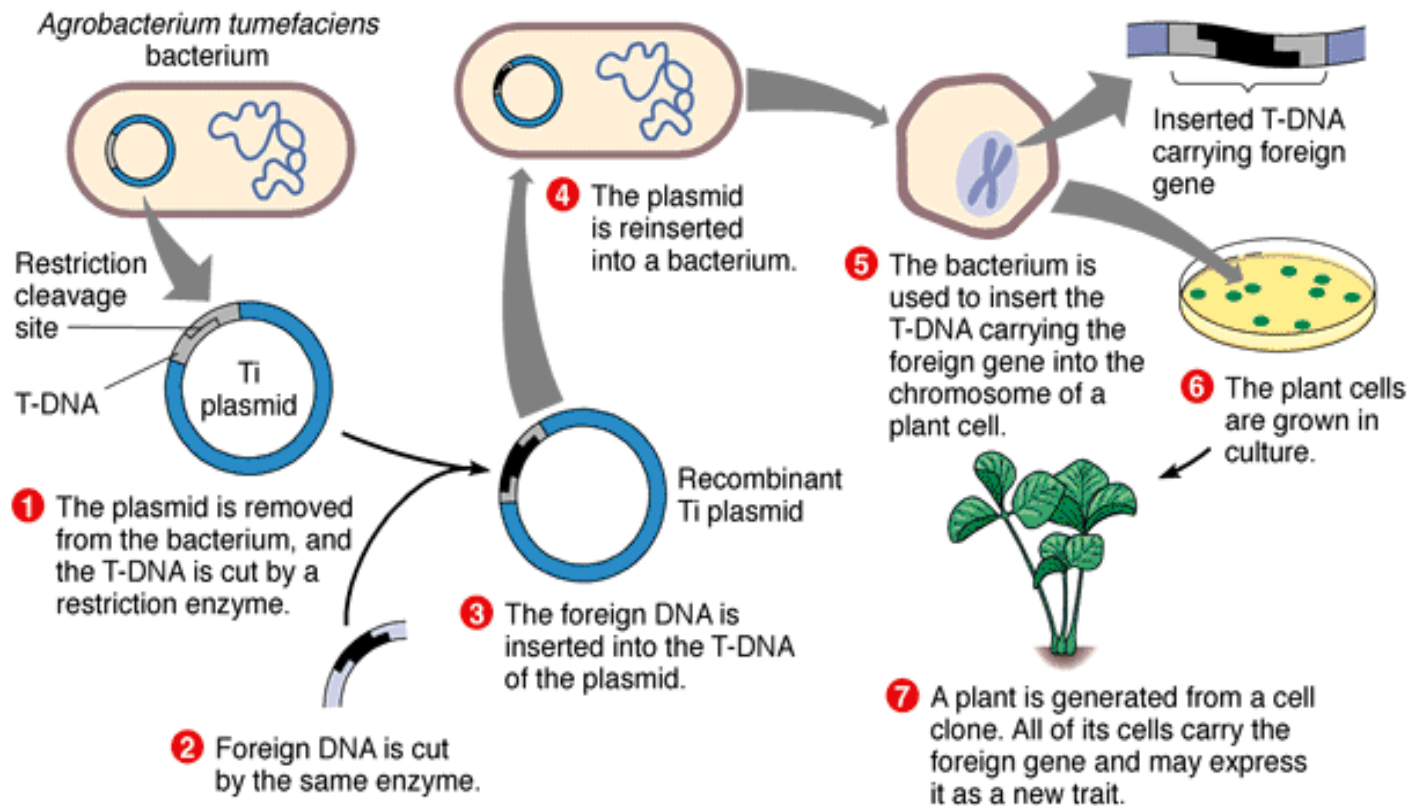 Agrobacterium tumefaciens
bacterium
Restriction
cleavage
site
T-DNA
Ti
plasmid
1 The plasmid is removed
from the bacterium, and
the T-DNA is cut by a
restriction enzyme.
2 Foreign DNA is cut
by the same enzyme.
Recombinant
Ti plasmid
3 The foreign DNA is
inserted into the T-DNA
of the plasmid.
4 The plasmid
is reinserted
into a bacterium.
5 The bacterium is
used to insert the
T-DNA carrying the
foreign gene into the
chromosome of a
plant cell.
Inserted T-DNA
carrying foreign
gene
6 The plant cells
are grown in
culture.
7 A plant is generated from a cell
clone. All of its cells carry the
foreign gene and may express
it as a new trait.